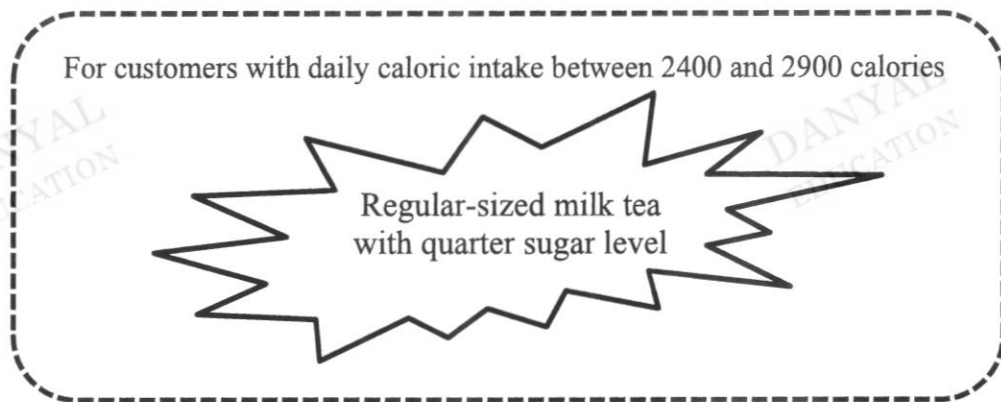 For customers with daily caloric intake between 2400 and 2900 calories
DANYAL
EDUCATION
Regular-sized milk tea
with quarter sugar level